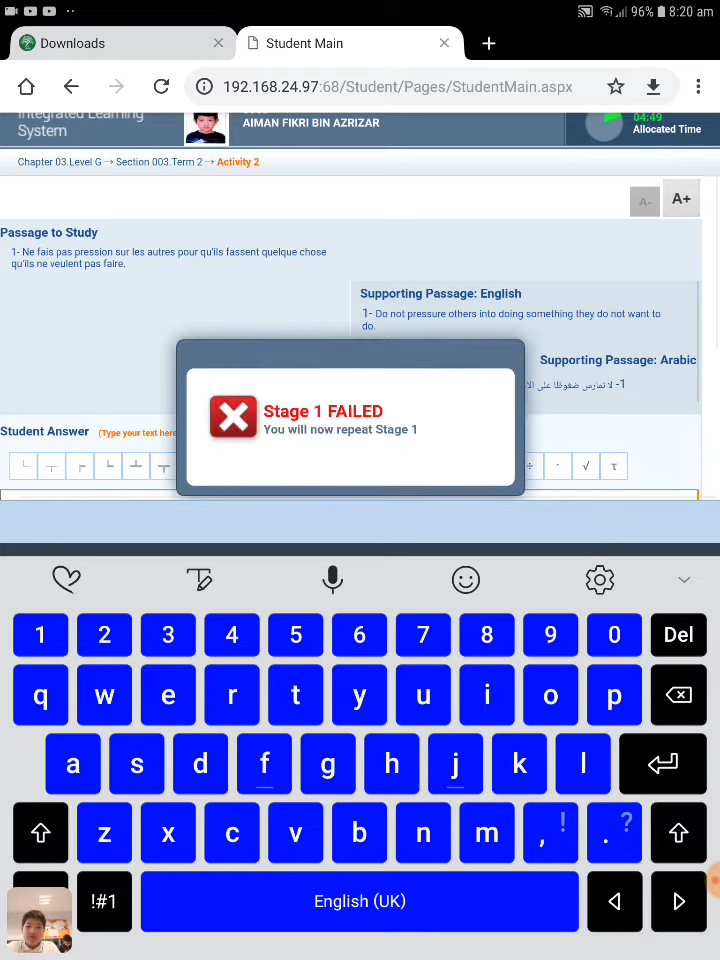 96% 8:20 am
Downloads
Student Main
192.168.24.97:68/Student/Pages/StudentMain.aspx
Integrated Learning
System
AIMAN FIKRI BIN AZRIZAR
04:49
Allocated Time
Chapter 03.Level G → Section 003.Term 2 → Activity 2
A- A+
Passage to Study
1- Ne fais pas pression sur les autres pour qu'ils fassent quelque chose
qu'ils ne veulent pas faire.
Supporting Passage: English
1- Do not pressure others into doing something they do not want to
do.
Supporting Passage: Arabic
1- لا تمارس ضغوطا على
Stage 1 FAILED
You will now repeat Stage 1
Student Answer (Type your text here
÷ · √ τ
1 2 3 4 5 6 7 8 9 0 Del
q w e r t y u i o p
a s d f g h j k l
z x c v b n m , ! . ?
!#1 English (UK)